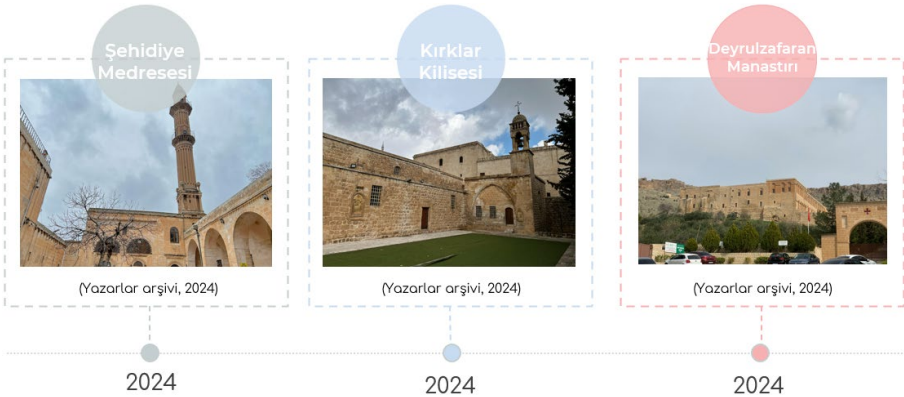 Şehidiye
Medresesi
Kırklar
Kilisesi
Deyrulzafaran
Manastırı
(Yazarlar arşivi, 2024)
(Yazarlar arşivi, 2024)
(Yazarlar arşivi, 2024)
2024
2024
2024